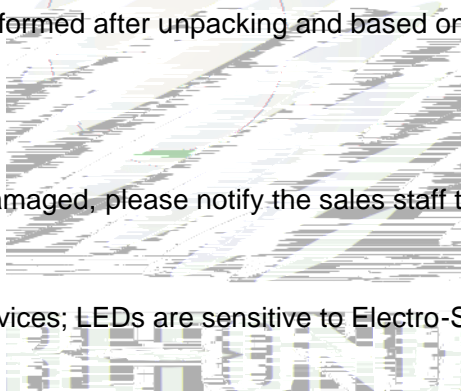 formed after unpacking and based on
amaged, please notify the sales staff t
vices; LEDs are sensitive to Electro-S